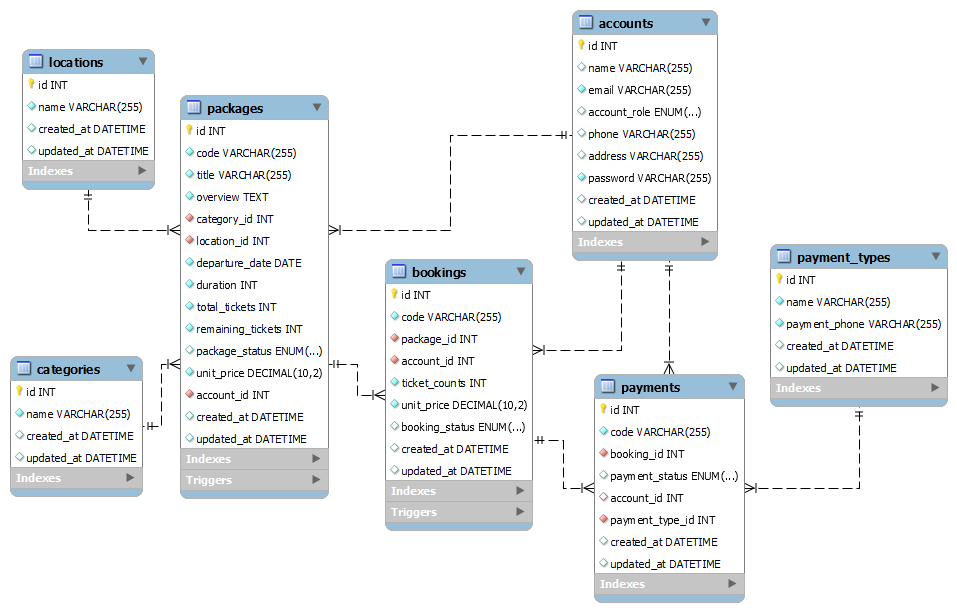 locations
id INT
name VARCHAR(255)
created_at DATETIME
updated_at DATETIME
Indexes
packages
id INT
code VARCHAR(255)
title VARCHAR(255)
overview TEXT
category_id INT
location_id INT
departure_date DATE
duration INT
total_tickets INT
remaining_tickets INT
package_status ENUM(...)
unit_price DECIMAL(10,2)
account_id INT
created_at DATETIME
updated_at DATETIME
Indexes
Triggers
categories
id INT
name VARCHAR(255)
created_at DATETIME
updated_at DATETIME
Indexes
accounts
id INT
name VARCHAR(255)
email VARCHAR(255)
account_role ENUM(...)
phone VARCHAR(255)
address VARCHAR(255)
password VARCHAR(255)
created_at DATETIME
updated_at DATETIME
Indexes
bookings
id INT
code VARCHAR(255)
package_id INT
account_id INT
ticket_counts INT
unit_price DECIMAL(10,2)
booking_status ENUM(...)
created_at DATETIME
updated_at DATETIME
Indexes
Triggers
payment_types
id INT
name VARCHAR(255)
payment_phone VARCHAR(255)
created_at DATETIME
updated_at DATETIME
Indexes
payments
id INT
code VARCHAR(255)
booking_id INT
payment_status ENUM(...)
account_id INT
payment_type_id INT
created_at DATETIME
updated_at DATETIME
Indexes